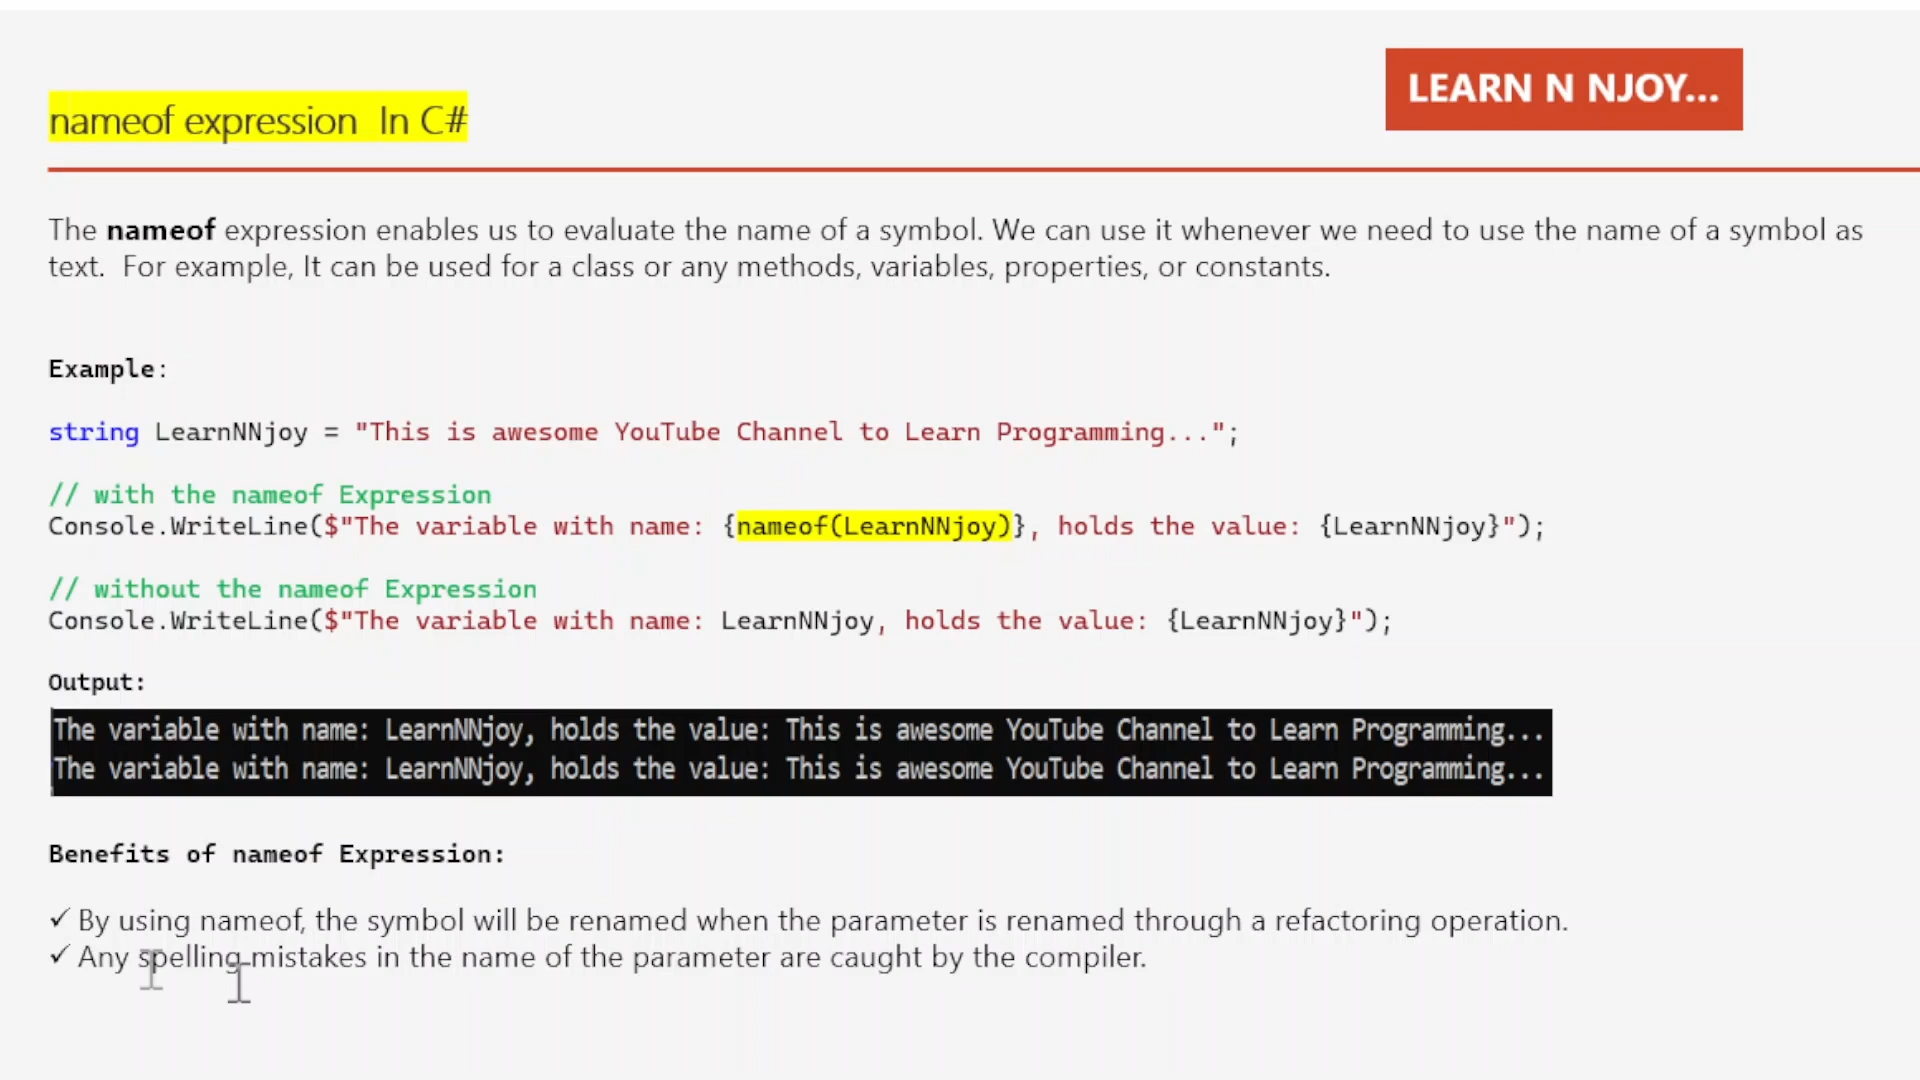 LEARN N NJOY...
nameof expression  In C#
The nameof expression enables us to evaluate the name of a symbol. We can use it whenever we need to use the name of a symbol as
text.  For example, It can be used for a class or any methods, variables, properties, or constants.
Example:
string LearnNNjoy = "This is awesome YouTube Channel to Learn Programming...";
// with the nameof Expression
Console.WriteLine($"The variable with name: {nameof(LearnNNjoy)}, holds the value: {LearnNNjoy}");
// without the nameof Expression
Console.WriteLine($"The variable with name: LearnNNjoy, holds the value: {LearnNNjoy}");
Output:
The variable with name: LearnNNjoy, holds the value: This is awesome YouTube Channel to Learn Programming...
The variable with name: LearnNNjoy, holds the value: This is awesome YouTube Channel to Learn Programming...
Benefits of nameof Expression:
✓ By using nameof, the symbol will be renamed when the parameter is renamed through a refactoring operation.
✓ Any spelling mistakes in the name of the parameter are caught by the compiler.